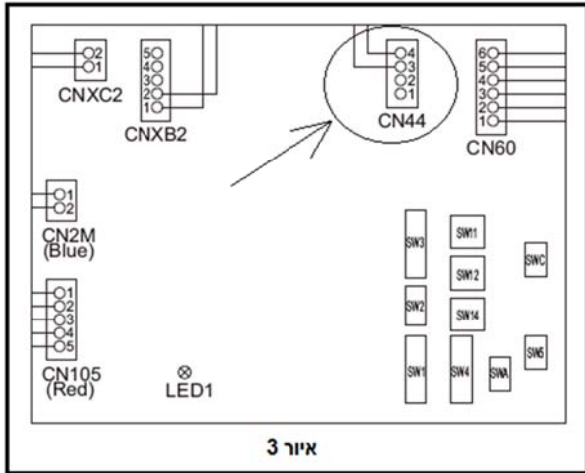 2
1
CNXC2
5
4
3
2
1
CNXB2
4
3
2
1
CN44
6
5
4
3
2
1
CN60
1
2
CN2M
(Blue)
1
2
3
4
5
CN105
(Red)
LED1
SW3
SW2
SW1
SW11
SW12
SW14
SW4
SWA
SWC
SW5
איור 3